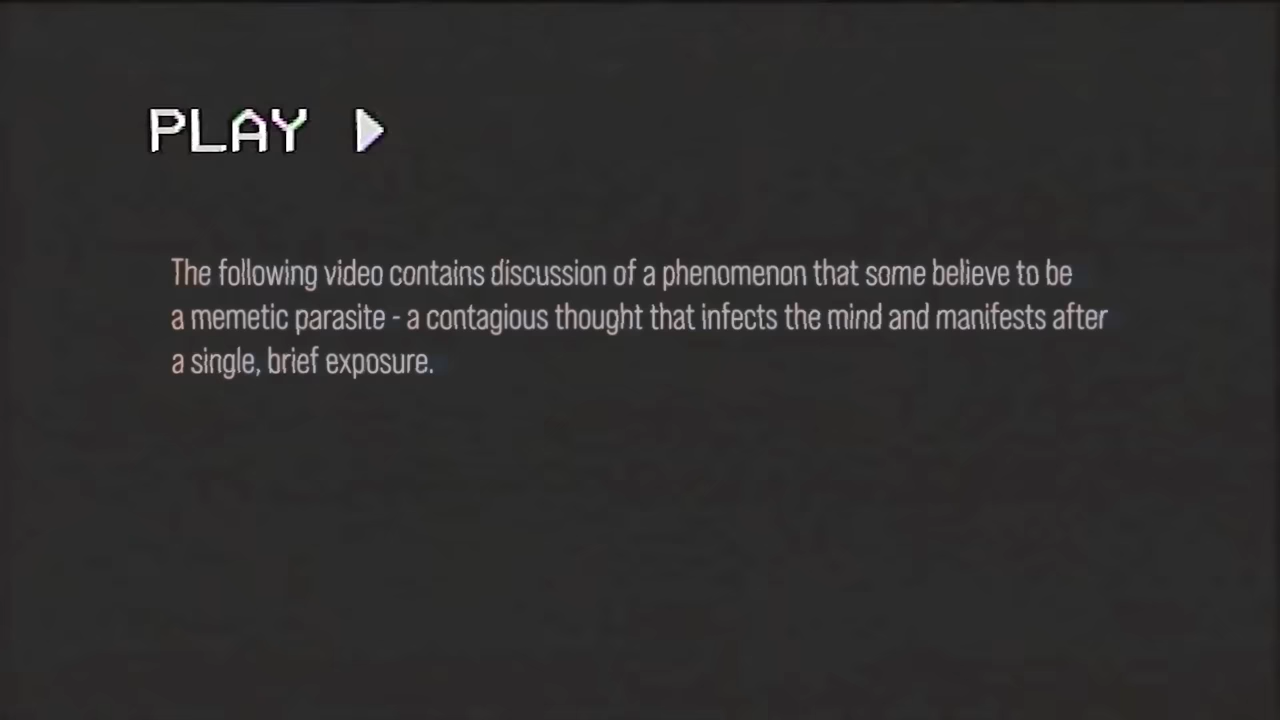 PLAY
The following video contains discussion of a phenomenon that some believe to be
a memetic parasite - a contagious thought that infects the mind and manifests after
a single, brief exposure.